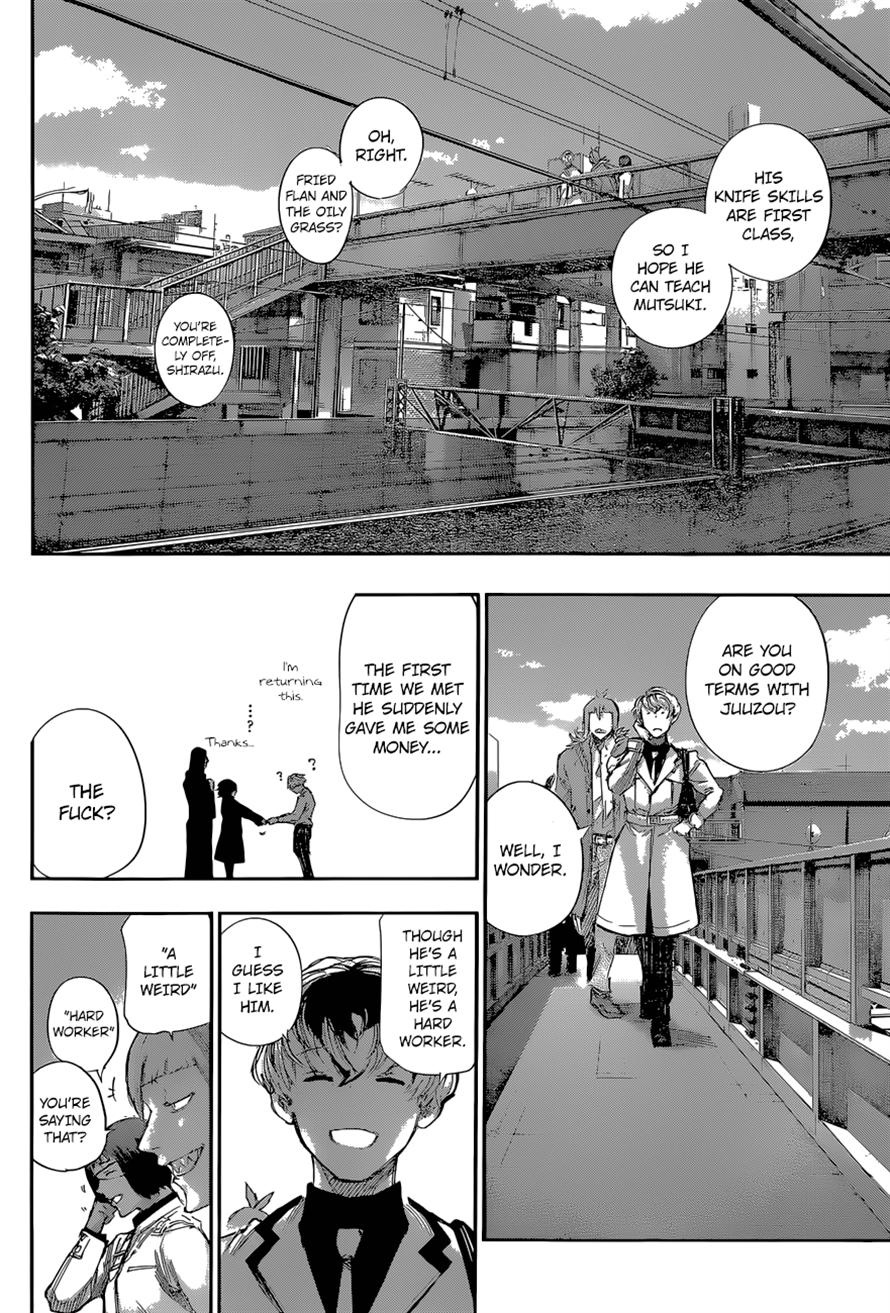 HIS
KNIFE SKILLS
ARE FIRST
CLASS,
SO I
HOPE HE
CAN TEACH
MUTSUKI.
OH,
RIGHT.
FRIED
FLAN AND
THE OILY
GRASS?
YOU'RE
COMPLETE-
LY OFF,
SHIRAZU.
ARE YOU
ON GOOD
TERMS WITH
JUUZOU?
WELL, I
WONDER.
THE FIRST
TIME WE MET
HE SUDDENLY
GAVE ME SOME
MONEY...
I'm
returning
this.
...?
Thanks...
? ?
THE
FUCK?
THOUGH
HE'S A
LITTLE
WEIRD,
HE'S A
HARD
WORKER.
I
GUESS
I LIKE
HIM.
"A
LITTLE
WEIRD"
"HARD
WORKER"
YOU'RE
SAYING
THAT?